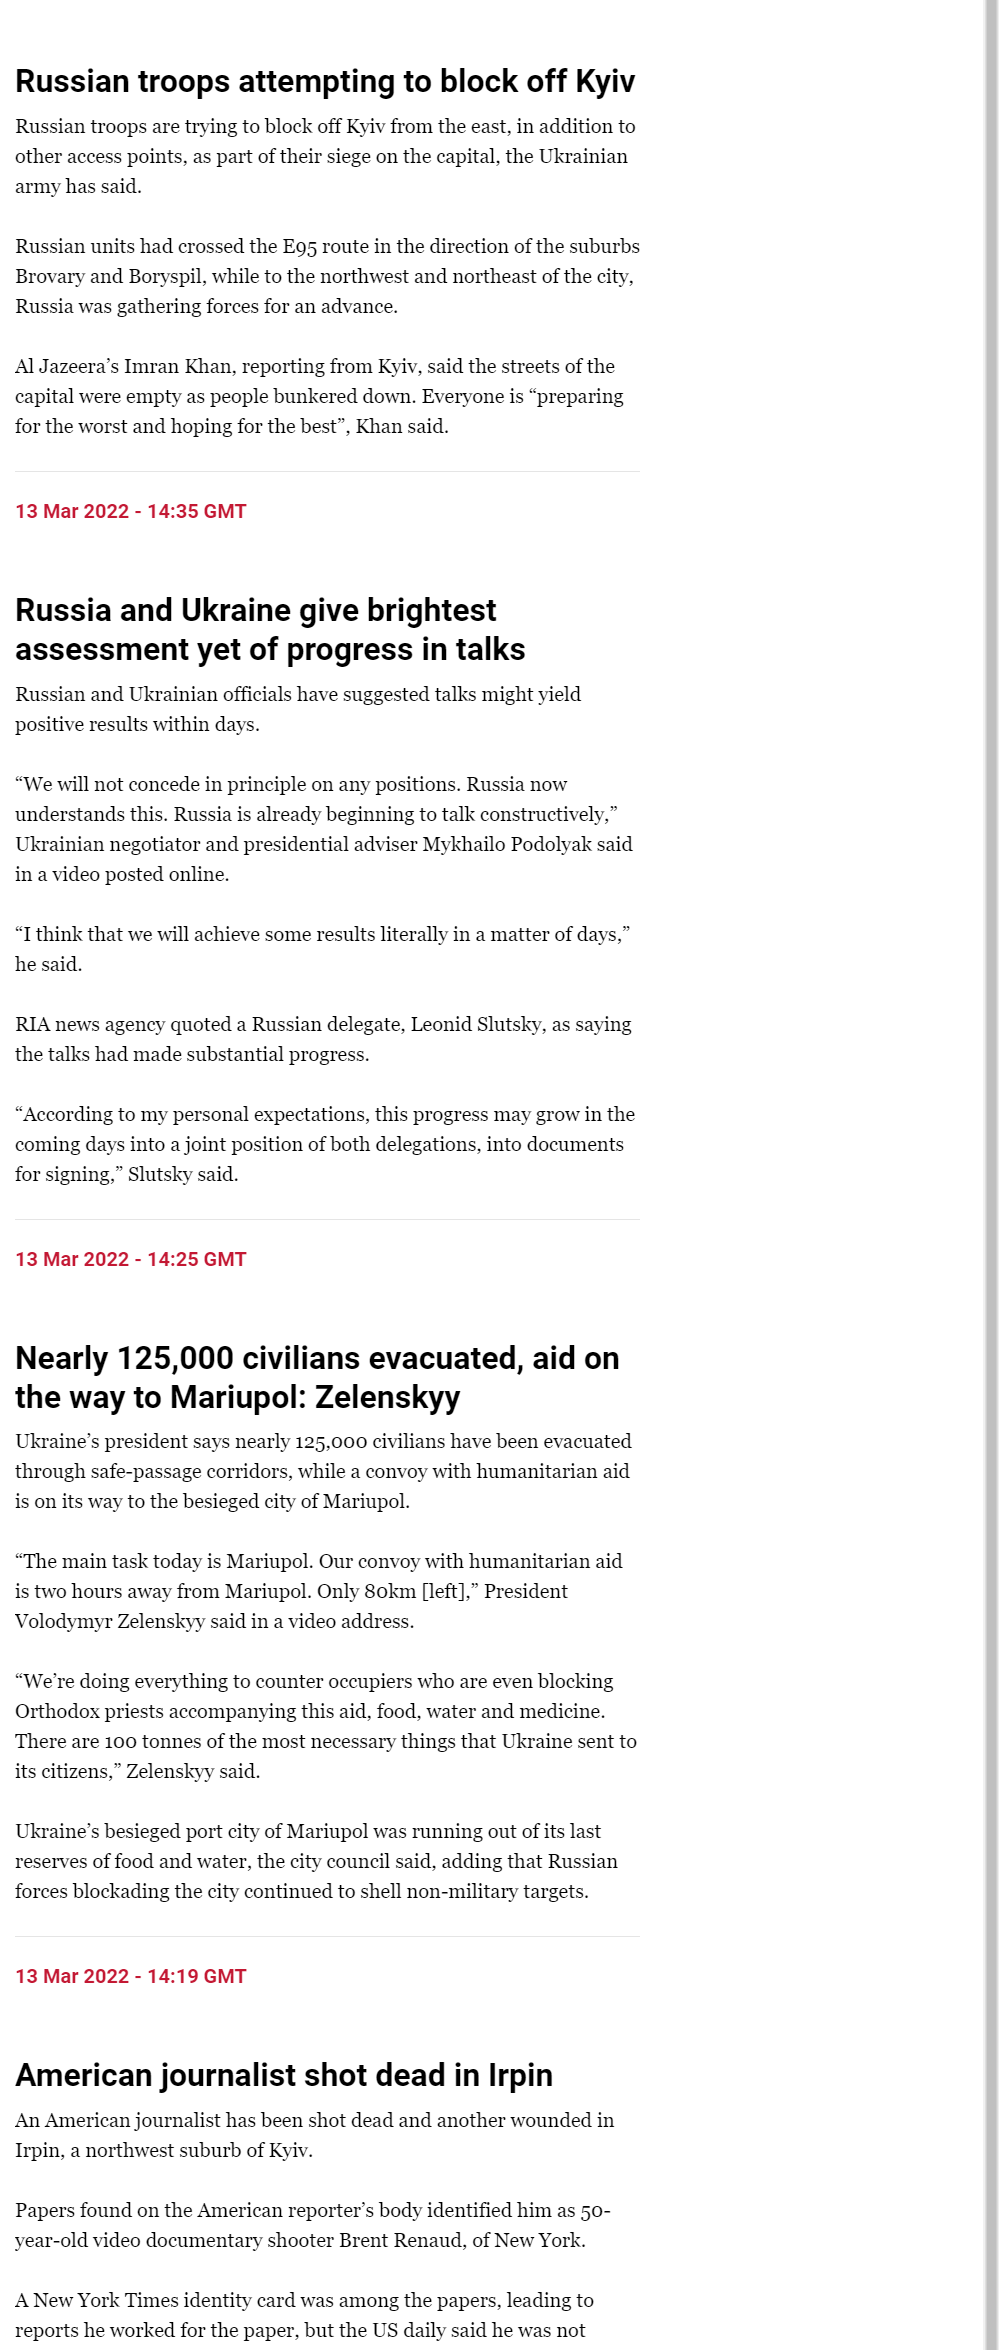 Russian troops attempting to block off Kyiv
Russian troops are trying to block off Kyiv from the east, in addition to
other access points, as part of their siege on the capital, the Ukrainian
army has said.
Russian units had crossed the E95 route in the direction of the suburbs
Brovary and Boryspil, while to the northwest and northeast of the city,
Russia was gathering forces for an advance.
Al Jazeera’s Imran Khan, reporting from Kyiv, said the streets of the
capital were empty as people bunkered down. Everyone is “preparing
for the worst and hoping for the best”, Khan said.
13 Mar 2022 - 14:35 GMT
Russia and Ukraine give brightest
assessment yet of progress in talks
Russian and Ukrainian officials have suggested talks might yield
positive results within days.
“We will not concede in principle on any positions. Russia now
understands this. Russia is already beginning to talk constructively,”
Ukrainian negotiator and presidential adviser Mykhailo Podolyak said
in a video posted online.
“I think that we will achieve some results literally in a matter of days,”
he said.
RIA news agency quoted a Russian delegate, Leonid Slutsky, as saying
the talks had made substantial progress.
“According to my personal expectations, this progress may grow in the
coming days into a joint position of both delegations, into documents
for signing,” Slutsky said.
13 Mar 2022 - 14:25 GMT
Nearly 125,000 civilians evacuated, aid on
the way to Mariupol: Zelenskyy
Ukraine’s president says nearly 125,000 civilians have been evacuated
through safe-passage corridors, while a convoy with humanitarian aid
is on its way to the besieged city of Mariupol.
“The main task today is Mariupol. Our convoy with humanitarian aid
is two hours away from Mariupol. Only 80km [left],” President
Volodymyr Zelenskyy said in a video address.
“We’re doing everything to counter occupiers who are even blocking
Orthodox priests accompanying this aid, food, water and medicine.
There are 100 tonnes of the most necessary things that Ukraine sent to
its citizens,” Zelenskyy said.
Ukraine’s besieged port city of Mariupol was running out of its last
reserves of food and water, the city council said, adding that Russian
forces blockading the city continued to shell non-military targets.
13 Mar 2022 - 14:19 GMT
American journalist shot dead in Irpin
An American journalist has been shot dead and another wounded in
Irpin, a northwest suburb of Kyiv.
Papers found on the American reporter’s body identified him as 50-
year-old video documentary shooter Brent Renaud, of New York.
A New York Times identity card was among the papers, leading to
reports he worked for the paper, but the US daily said he was not